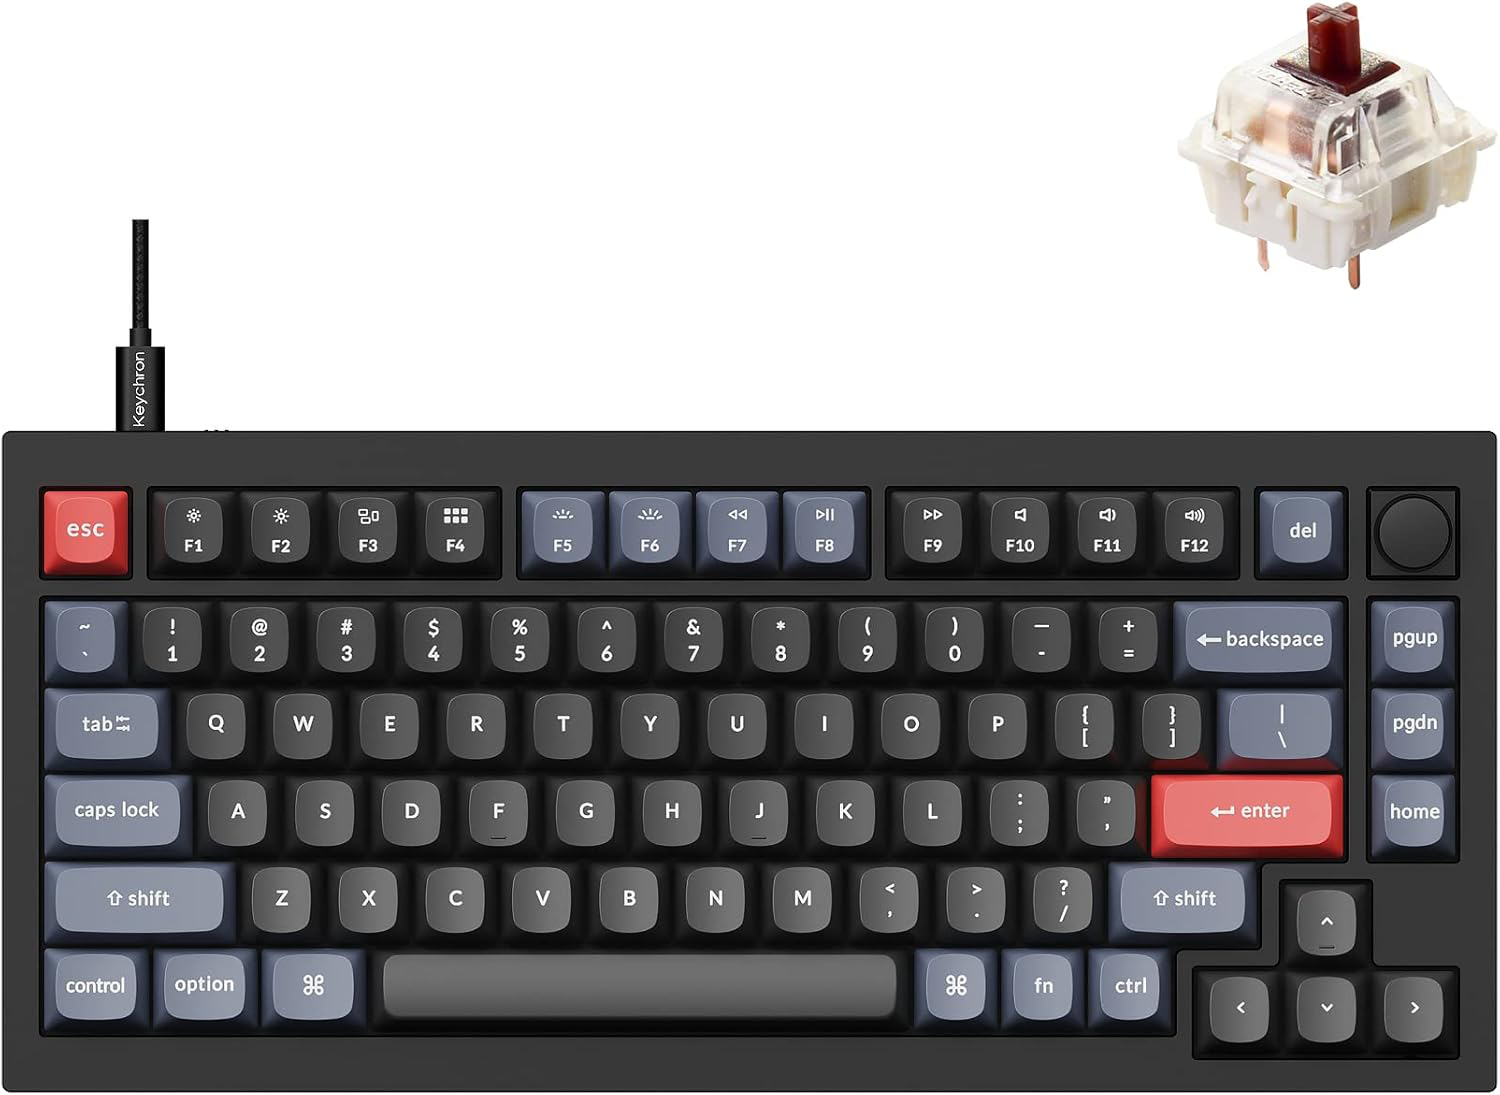 Keychron
esc
F1
F2
F3
F4
F5
F6
F7
F8
F9
F10
F11
F12
del
~ `
! 1
@ 2
# 3
$ 4
% 5
^ 6
& 7
* 8
( 9
) 0
— -
+ =
← backspace
pgup
tab
Q
W
E
R
T
Y
U
I
O
P
{ [
} ]
| \
pgdn
caps lock
A
S
D
F
G
H
J
K
L
: ;
" '
↵ enter
home
⇧ shift
Z
X
C
V
B
N
M
< ,
> .
? /
⇧ shift
^
control
option
⌘
⌘
fn
ctrl
<
⌄
>